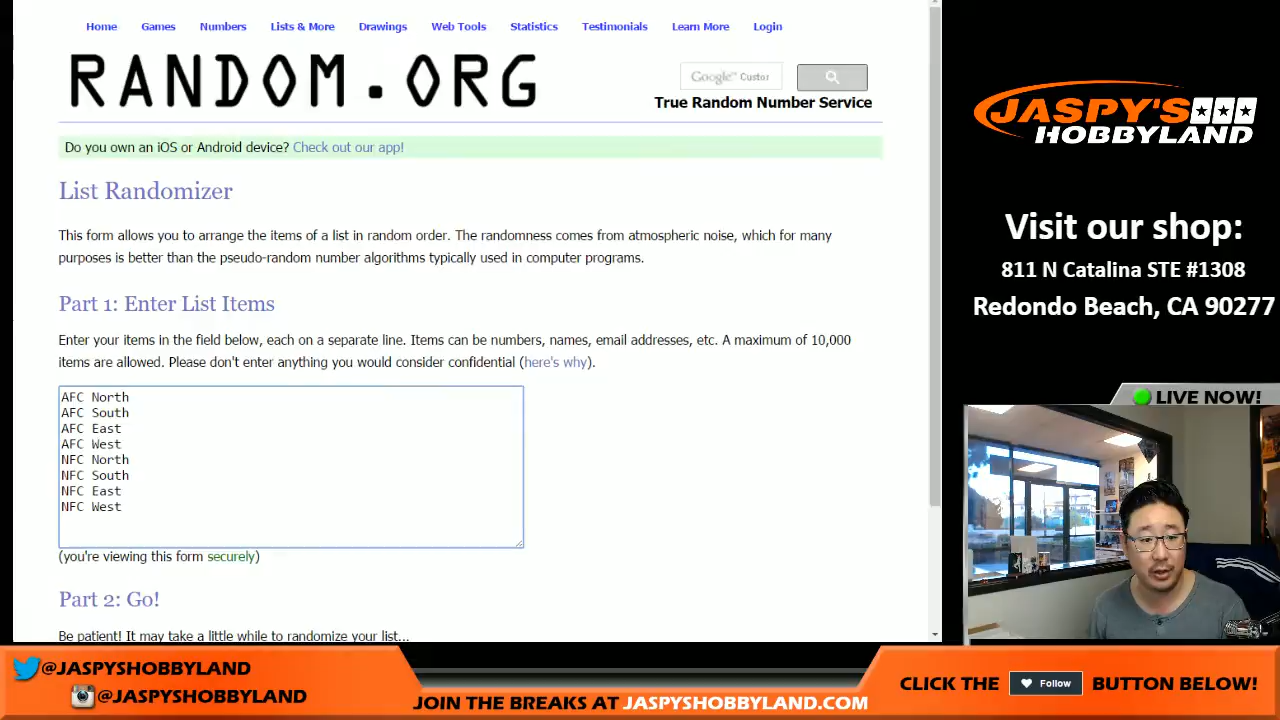 Home Games Numbers Lists & More Drawings Web Tools Statistics Testimonials Learn More Login
RANDOM.ORG
Google™ Custor
True Random Number Service
Do you own an iOS or Android device? Check out our app!
List Randomizer
This form allows you to arrange the items of a list in random order. The randomness comes from atmospheric noise, which for many
purposes is better than the pseudo-random number algorithms typically used in computer programs.
Part 1: Enter List Items
Enter your items in the field below, each on a separate line. Items can be numbers, names, email addresses, etc. A maximum of 10,000
items are allowed. Please don't enter anything you would consider confidential (here's why).
AFC North
AFC South
AFC East
AFC West
NFC North
NFC South
NFC East
NFC West
(you're viewing this form securely)
Part 2: Go!
Be patient! It may take a little while to randomize your list...
JASPY'S
HOBBYLAND
Visit our shop:
811 N Catalina STE #1308
Redondo Beach, CA 90277
LIVE NOW!
@JASPYSHOBBYLAND
@JASPYSHOBBYLAND
JOIN THE BREAKS AT JASPYSHOBBYLAND.COM
CLICK THE Follow BUTTON BELOW!